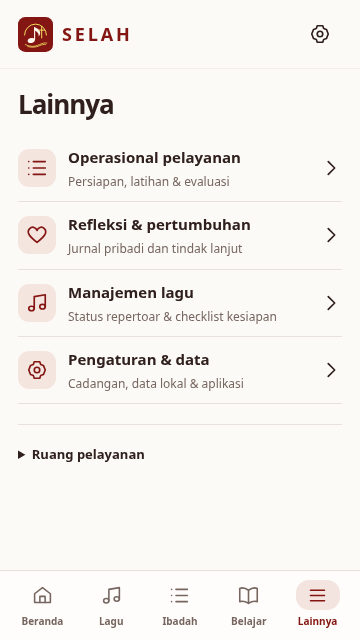 SELAH
Lainnya
Operasional pelayanan
Persiapan, latihan & evaluasi
Refleksi & pertumbuhan
Jurnal pribadi dan tindak lanjut
Manajemen lagu
Status repertoar & checklist kesiapan
Pengaturan & data
Cadangan, data lokal & aplikasi
Ruang pelayanan
Beranda Lagu Ibadah Belajar Lainnya